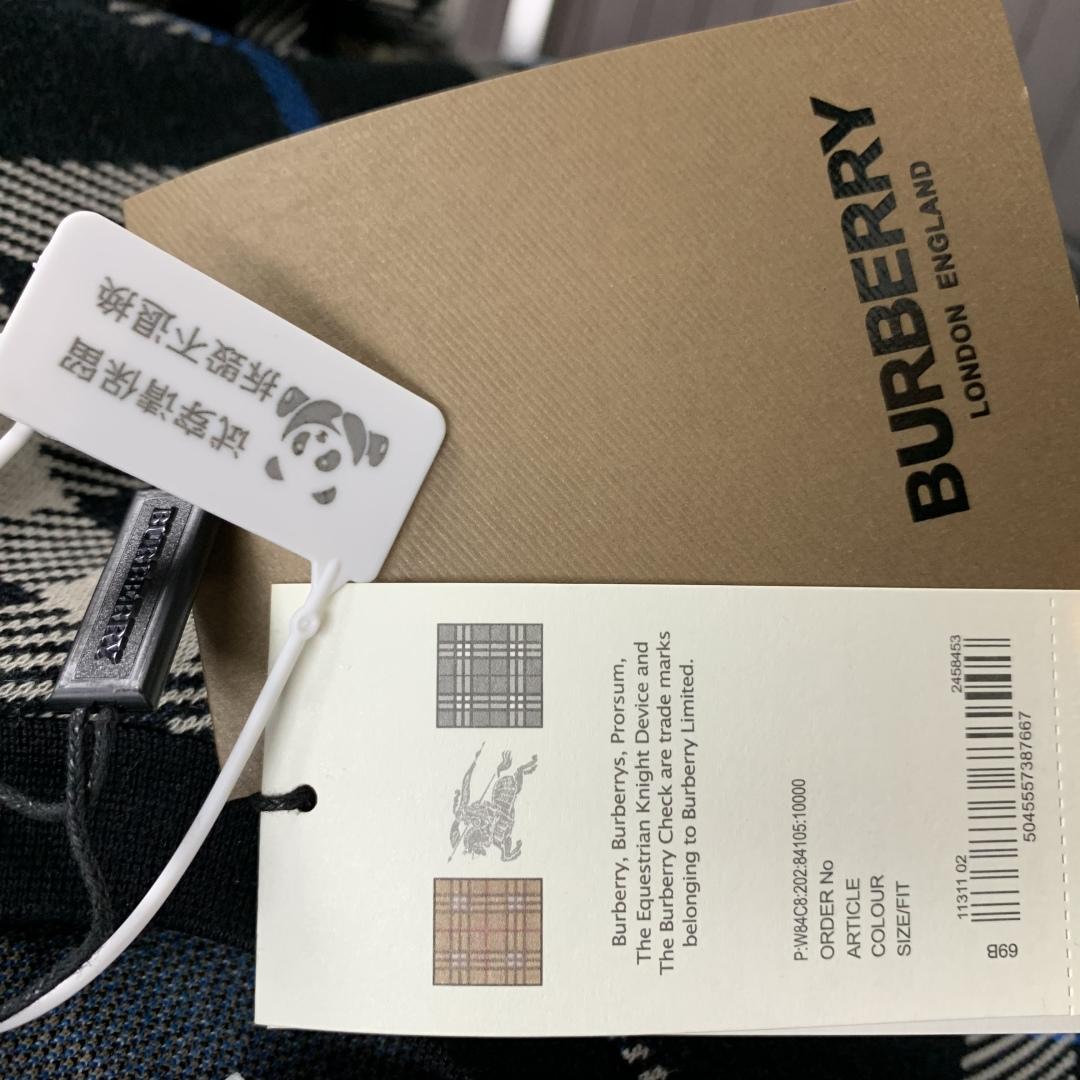 BURBERRY
LONDON ENGLAND
试穿请保留
拆毁不退换
BURBERRY
Burberry, Burberrys, Prorsum,
The Equestrian Knight Device and
The Burberry Check are trade marks
belonging to Burberry Limited.
P:W84C8:202:84105:10000
ORDER No
ARTICLE
COLOUR
SIZE/FIT
11311 02
2458453
5045557387667
B69